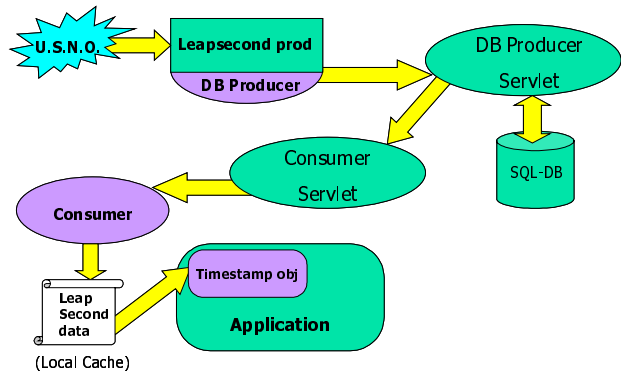 U.S.N.O.
Leapsecond prod
DB Producer
DB Producer
Servlet
SQL-DB
Consumer
Servlet
Consumer
Timestamp obj
Application
Leap
Second
data
(Local Cache)